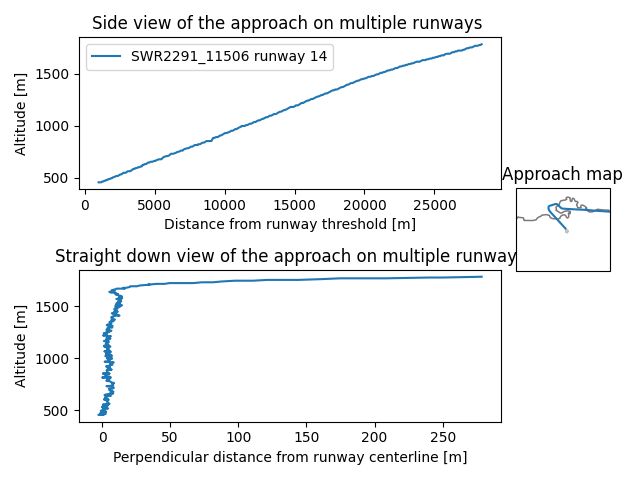 Side view of the approach on multiple runways
SWR2291_11506 runway 14
Altitude [m]
1500
1000
500
0 5000 10000 15000 20000 25000
Distance from runway threshold [m]
Approach map
Straight down view of the approach on multiple runway
Altitude [m]
1500
1000
500
0 50 100 150 200 250
Perpendicular distance from runway centerline [m]